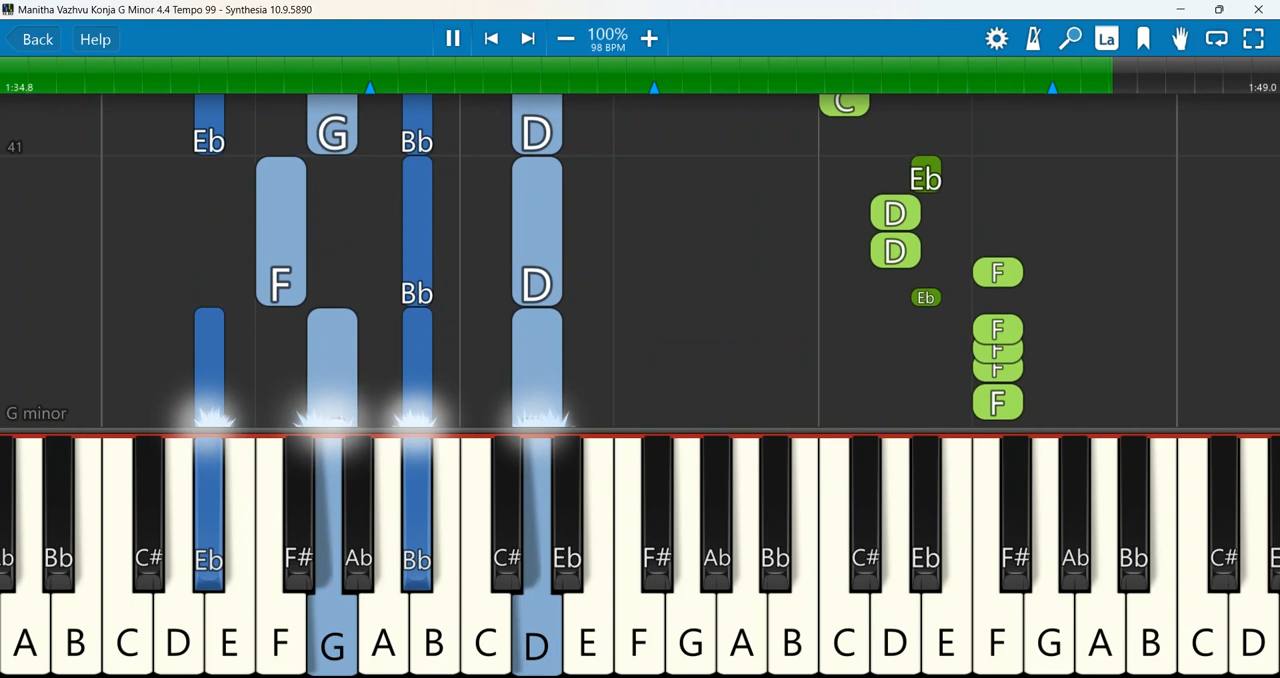 Manitha Vazhvu Konja G Minor 4.4 Tempo 99 - Synthesia 10.9.5890
Back Help 100% La
98 BPM
1:34.8 1:49.0
C
Eb G Bb D
41
Eb
D
D
F
F Bb D
Eb
F
F
F
F
G minor
b Bb C# Eb F# Ab Bb C# Eb F# Ab Bb C# Eb F# Ab Bb C# E
A B C D E F G A B C D E F G A B C D E F G A B C D